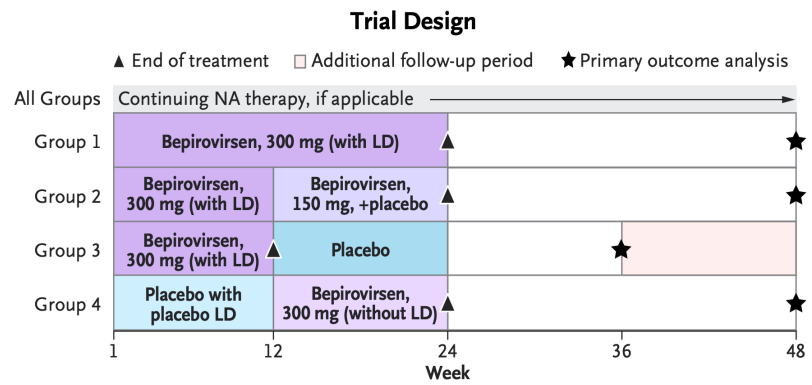 Trial Design
End of treatment
Additional follow-up period
Primary outcome analysis
All Groups
Continuing NA therapy, if applicable
Group 1
Bepirovirsen, 300 mg (with LD)
Group 2
Bepirovirsen,
300 mg (with LD)
Bepirovirsen,
150 mg, +placebo
Group 3
Bepirovirsen,
300 mg (with LD)
Placebo
Group 4
Placebo with
placebo LD
Bepirovirsen,
300 mg (without LD)
1 12 24 36 48
Week